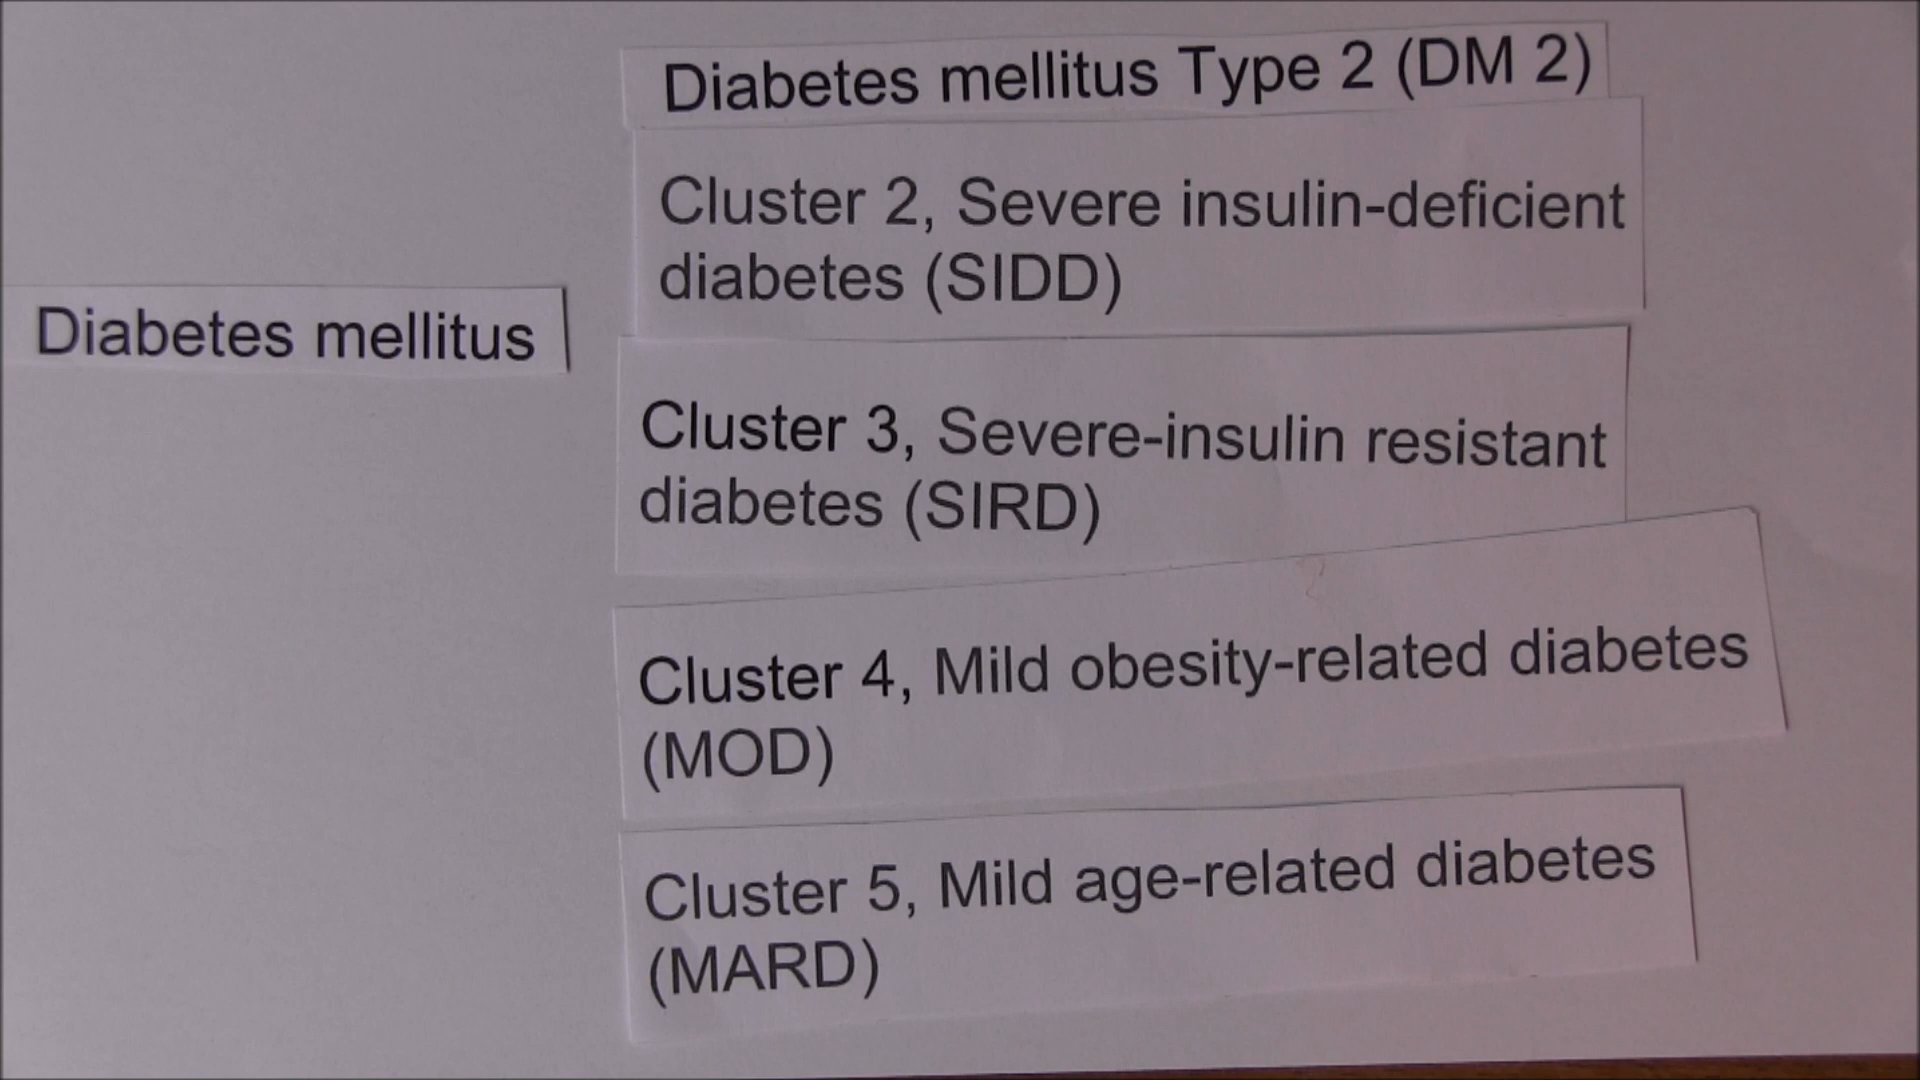 Diabetes mellitus
Diabetes mellitus Type 2 (DM 2)
Cluster 2, Severe insulin-deficient
diabetes (SIDD)
Cluster 3, Severe-insulin resistant
diabetes (SIRD)
Cluster 4, Mild obesity-related diabetes
(MOD)
Cluster 5, Mild age-related diabetes
(MARD)